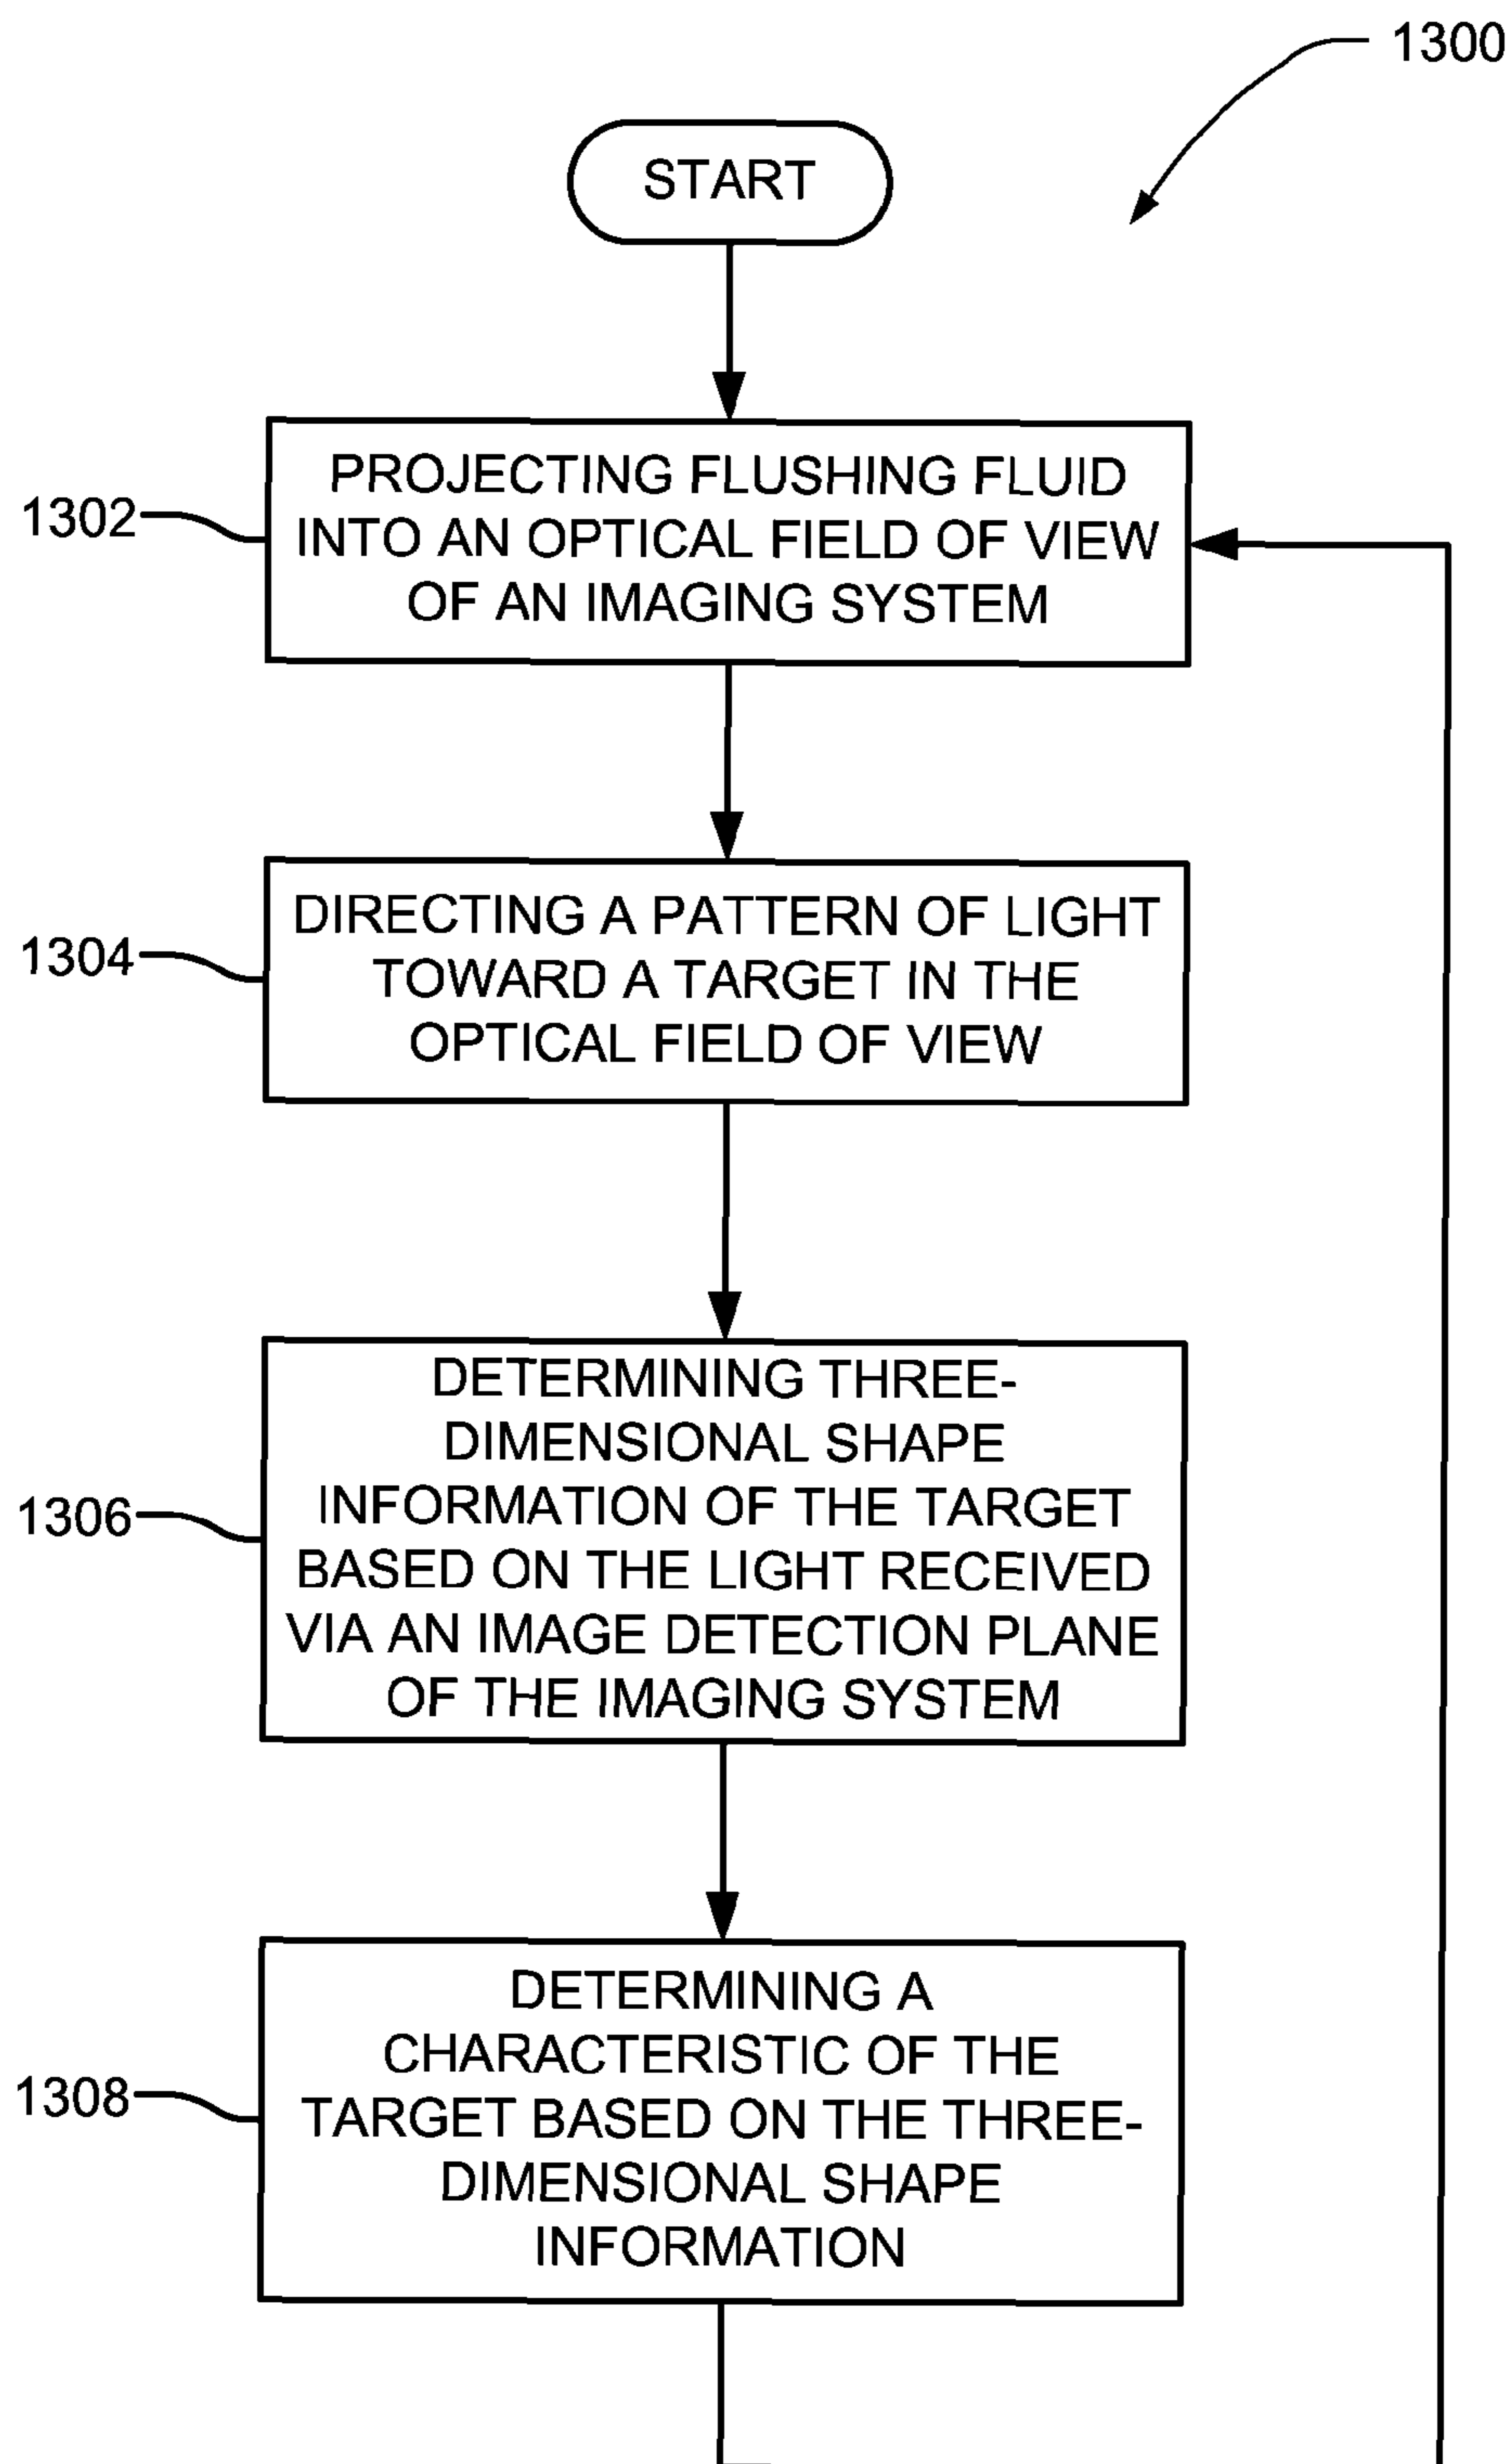 1300
START
1302
PROJECTING FLUSHING FLUID
INTO AN OPTICAL FIELD OF VIEW
OF AN IMAGING SYSTEM
1304
DIRECTING A PATTERN OF LIGHT
TOWARD A TARGET IN THE
OPTICAL FIELD OF VIEW
1306
DETERMINING THREE-
DIMENSIONAL SHAPE
INFORMATION OF THE TARGET
BASED ON THE LIGHT RECEIVED
VIA AN IMAGE DETECTION PLANE
OF THE IMAGING SYSTEM
1308
DETERMINING A
CHARACTERISTIC OF THE
TARGET BASED ON THE THREE-
DIMENSIONAL SHAPE
INFORMATION